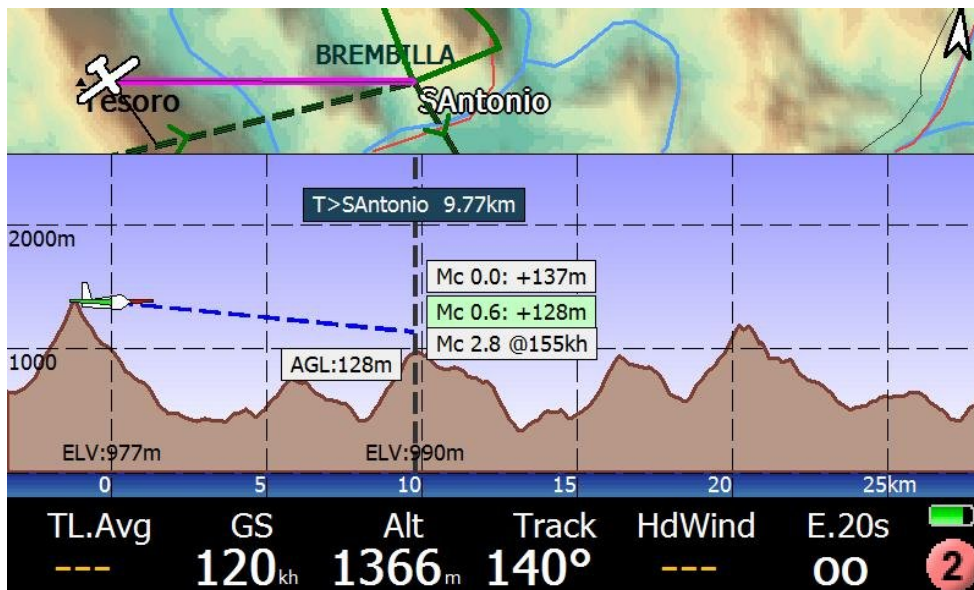 BREMBILLA
Tesoro
SAntonio
T>SAntonio 9.77km
2000m
Mc 0.0: +137m
Mc 0.6: +128m
Mc 2.8 @155kh
1000
AGL:128m
ELV:977m
ELV:990m
0 5 10 15 20 25km
TL.Avg GS Alt Track HdWind E.20s
--- 120kh 1366m 140° --- oo
2